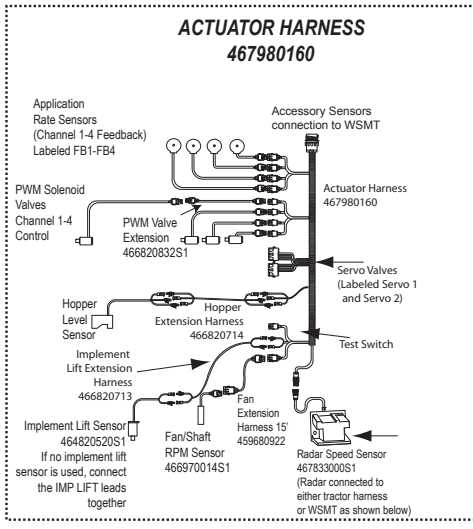 ACTUATOR HARNESS
467980160
Application
Rate Sensors
(Channel 1-4 Feedback)
Labeled FB1-FB4
Accessory Sensors
connection to WSMT
PWM Solenoid
Valves
Channel 1-4
Control
PWM Valve
Extension
466820832S1
Actuator Harness
467980160
Servo Valves
(Labeled Servo 1
and Servo 2)
Hopper
Level
Sensor
Hopper
Extension Harness
466820714
Test Switch
Implement
Lift Extension
Harness
466820713
Implement Lift Sensor
464820520S1
If no implement lift
sensor is used, connect
the IMP LIFT leads
together
Fan/Shaft
RPM Sensor
466970014S1
Fan
Extension
Harness 15'
459680922
Radar Speed Sensor
467833000S1
(Radar connected to
either tractor harness
or WSMT as shown below)